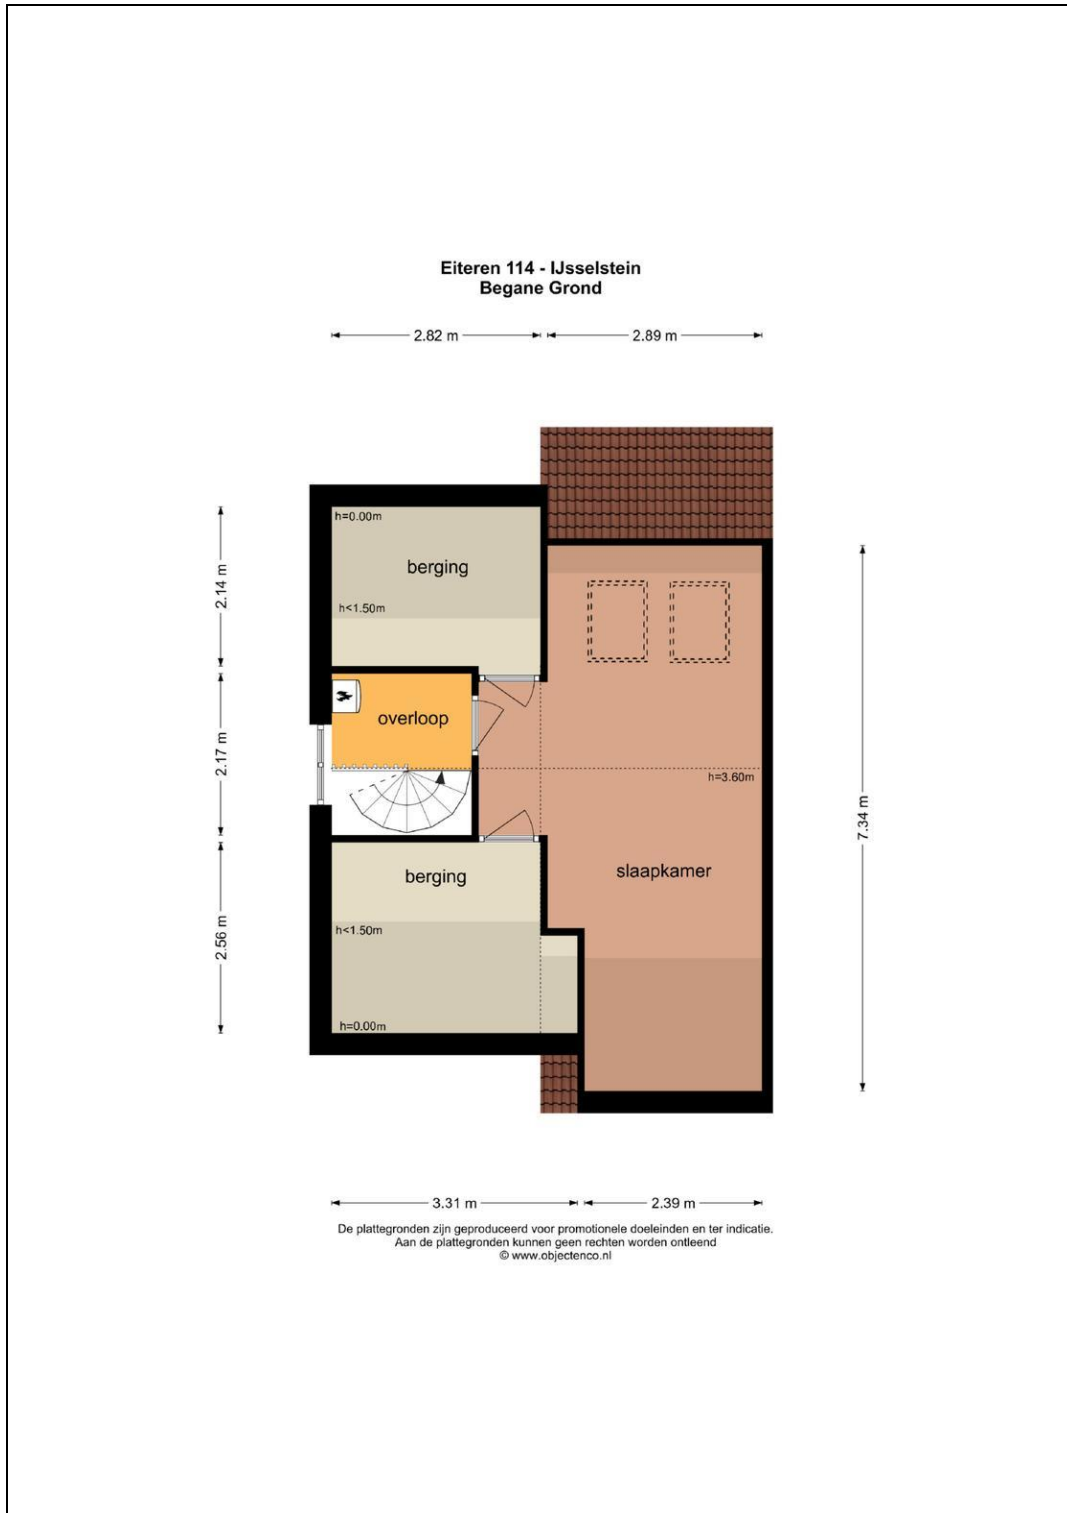 Eiteren 114 - IJsselstein
Begane Grond
2.82 m
2.89 m
h=0.00m
berging
2.14 m
h<1.50m
overloop
2.17 m
h=3.60m
7.34 m
slaapkamer
berging
h<1.50m
2.56 m
h=0.00m
3.31 m
2.39 m
De plattegronden zijn geproduceerd voor promotionele doeleinden en ter indicatie.
Aan de plattegronden kunnen geen rechten worden ontleend
© www.objectenco.nl